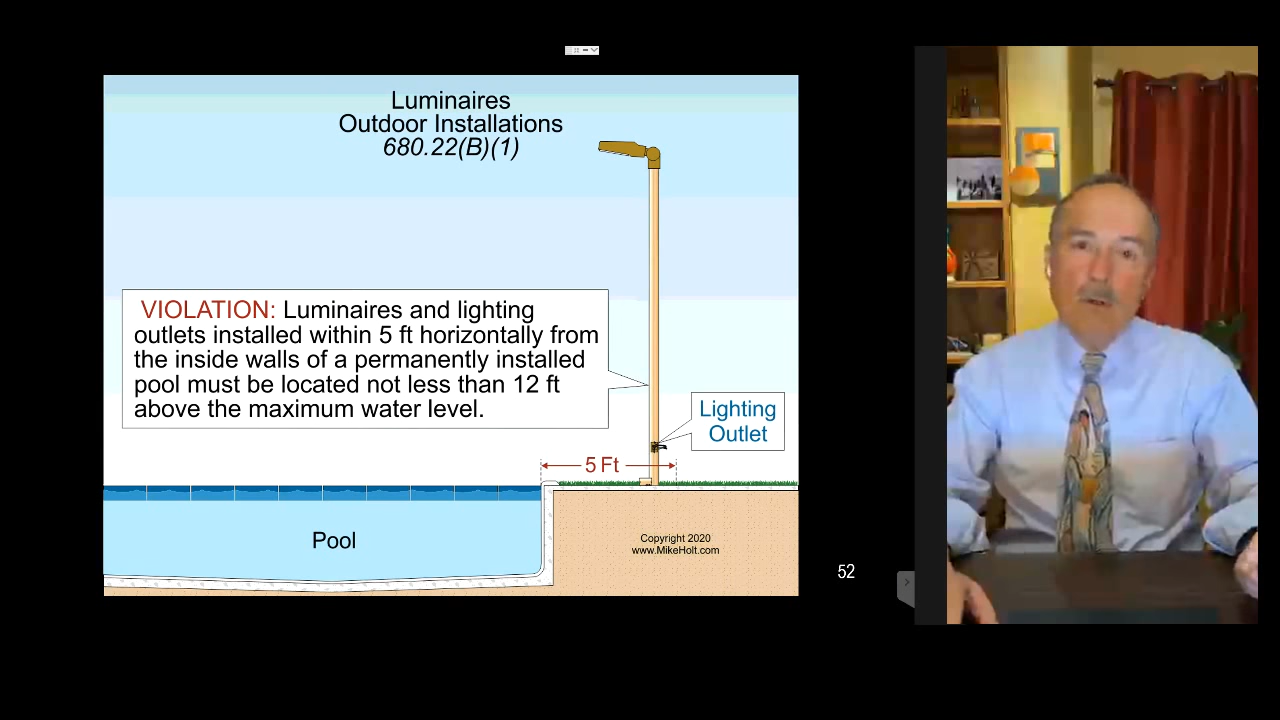 Luminaires
Outdoor Installations
680.22(B)(1)
VIOLATION: Luminaires and lighting
outlets installed within 5 ft horizontally from
the inside walls of a permanently installed
pool must be located not less than 12 ft
above the maximum water level.
Lighting
Outlet
5 Ft
Pool
Copyright 2020
www.MikeHolt.com
52